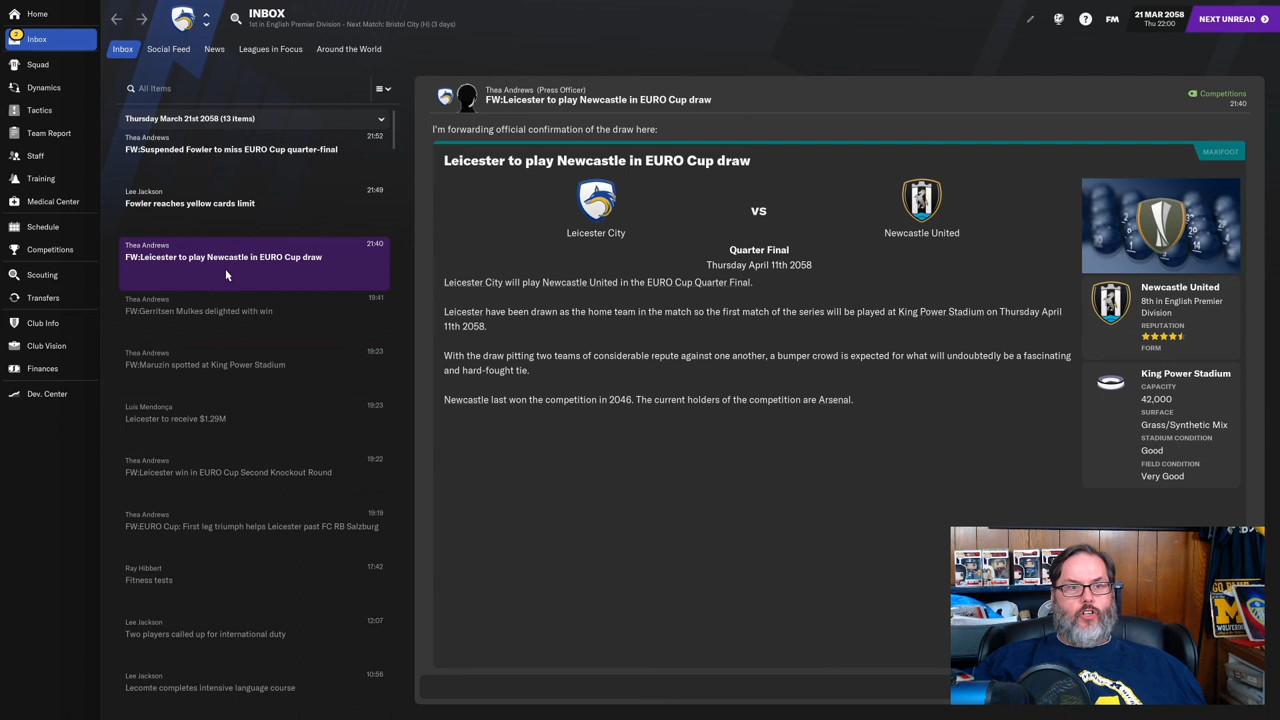 Home
2
Inbox
Squad
Dynamics
Tactics
Team Report
Staff
Training
Medical Center
Schedule
Competitions
Scouting
Transfers
Club Info
Club Vision
Finances
Dev. Center
INBOX
1st in English Premier Division - Next Match: Bristol City (H) (3 days)
FM
21 MAR 2058
Thu 22:00
NEXT UNREAD
Inbox
Social Feed
News
Leagues in Focus
Around the World
All Items
Thursday March 21st 2058 (13 items)
Thea Andrews 21:52
FW:Suspended Fowler to miss EURO Cup quarter-final
Lee Jackson 21:49
Fowler reaches yellow cards limit
Thea Andrews 21:40
FW:Leicester to play Newcastle in EURO Cup draw
Thea Andrews 19:41
FW:Gerritsen Mulkes delighted with win
Thea Andrews 19:23
FW:Maruzin spotted at King Power Stadium
Luís Mendonça 19:23
Leicester to receive $1.29M
Thea Andrews 19:22
FW:Leicester win in EURO Cup Second Knockout Round
Thea Andrews 19:19
FW:EURO Cup: First leg triumph helps Leicester past FC RB Salzburg
Ray Hibbert 17:42
Fitness tests
Lee Jackson 12:07
Two players called up for international duty
Lee Jackson 10:56
Lecomte completes intensive language course
Thea Andrews (Press Officer)
FW:Leicester to play Newcastle in EURO Cup draw
Competitions
21:40
I'm forwarding official confirmation of the draw here:
Leicester to play Newcastle in EURO Cup draw
MAXIFOOT
VS
Leicester City
Newcastle United
Quarter Final
Thursday April 11th 2058
Leicester City will play Newcastle United in the EURO Cup Quarter Final.
Leicester have been drawn as the home team in the match so the first match of the series will be played at King Power Stadium on Thursday April
11th 2058.
With the draw pitting two teams of considerable repute against one another, a bumper crowd is expected for what will undoubtedly be a fascinating
and hard-fought tie.
Newcastle last won the competition in 2046. The current holders of the competition are Arsenal.
Newcastle United
8th in English Premier
Division
REPUTATION
FORM
King Power Stadium
CAPACITY
42,000
SURFACE
Grass/Synthetic Mix
STADIUM CONDITION
Good
FIELD CONDITION
Very Good